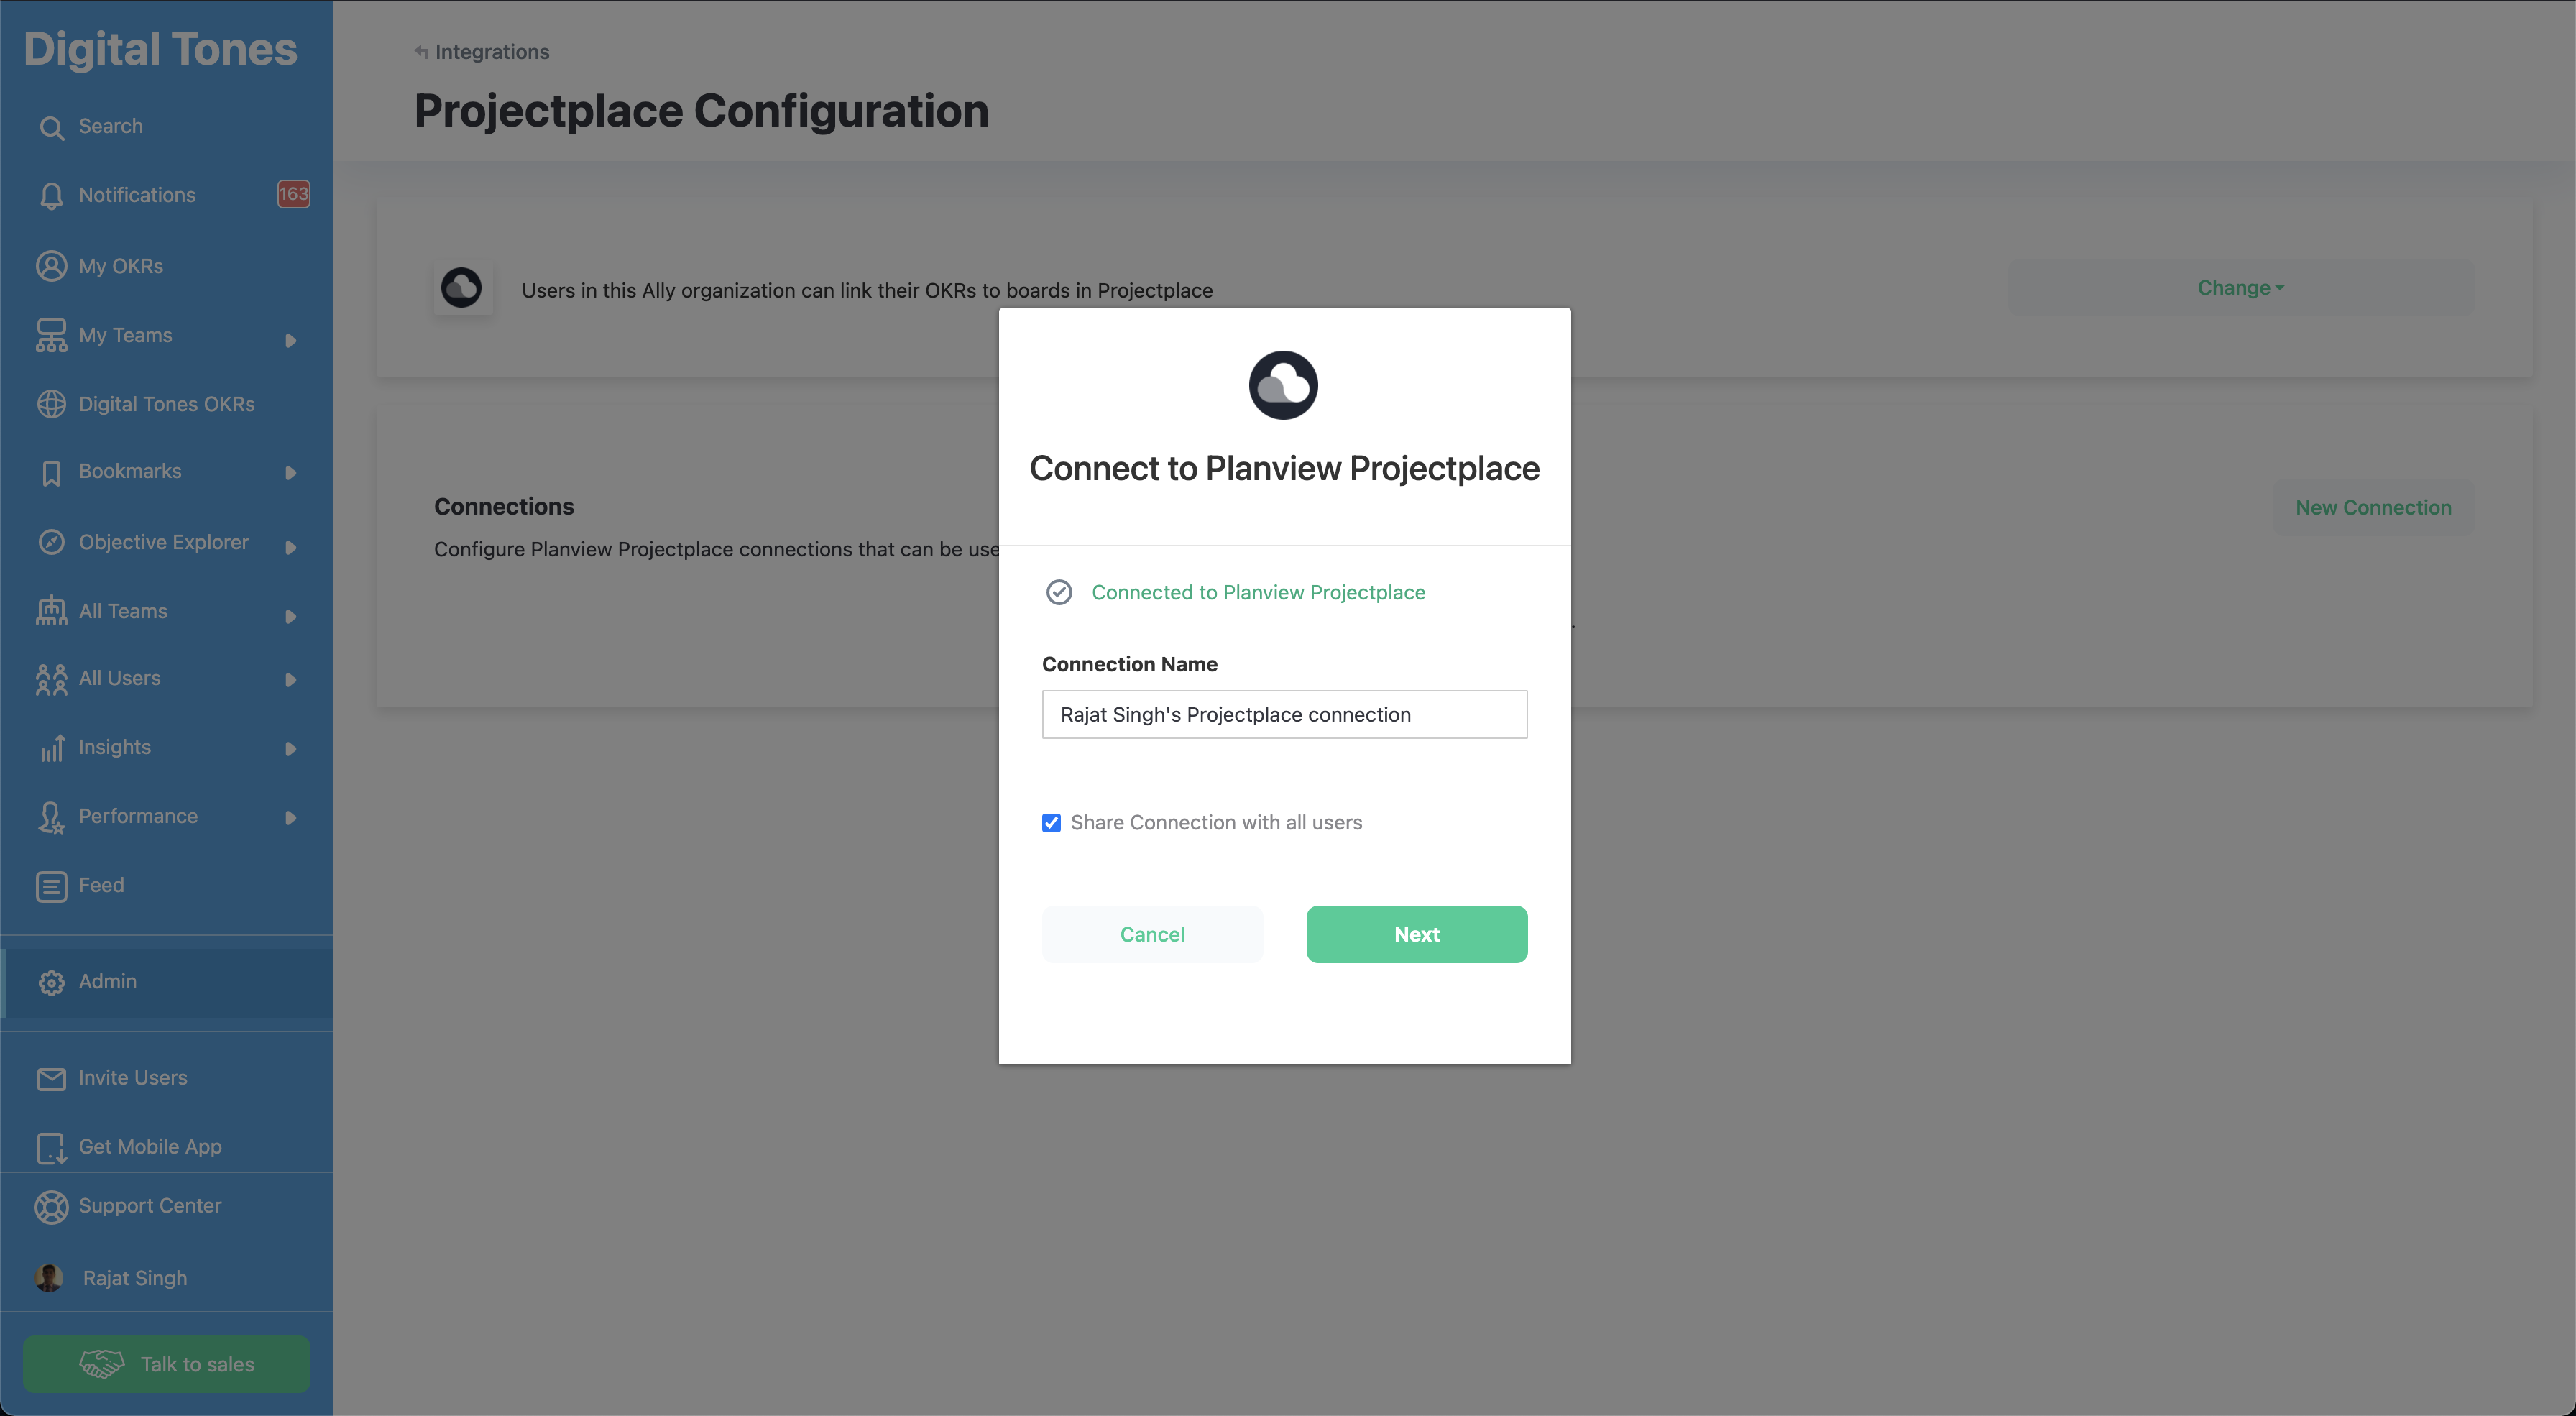 Digital Tones
Search
Notifications
163
My OKRs
My Teams
Digital Tones OKRs
Bookmarks
Objective Explorer
All Teams
All Users
Insights
Performance
Feed
Admin
Invite Users
Get Mobile App
Support Center
Rajat Singh
Talk to sales
Integrations
Projectplace Configuration
Users in this Ally organization can link their OKRs to boards in Projectplace
Change
Connections
Configure Planview Projectplace connections that can be use
New Connection
Connect to Planview Projectplace
Connected to Planview Projectplace
Connection Name
Rajat Singh's Projectplace connection
Share Connection with all users
Cancel
Next